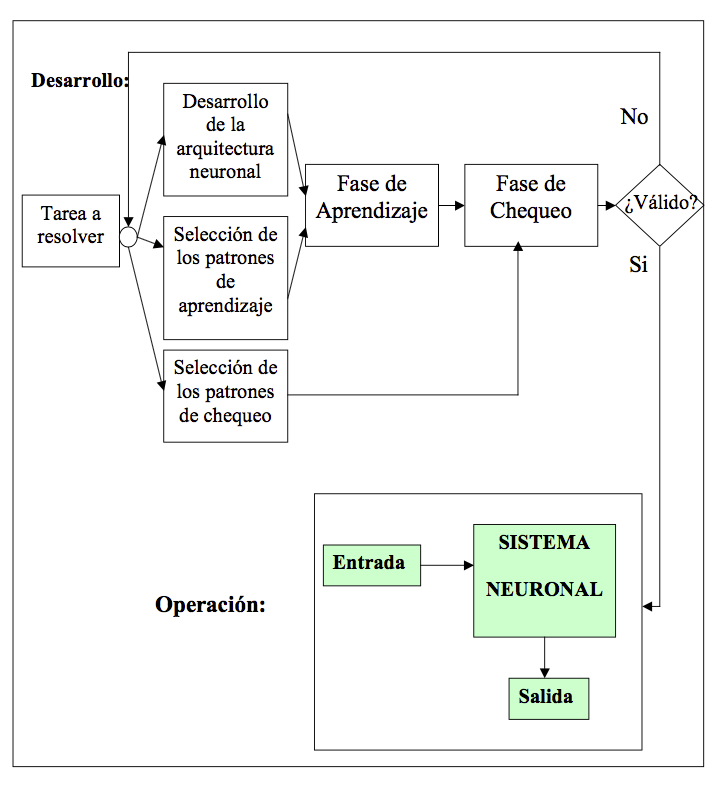 Desarrollo:
Desarrollo
de la
arquitectura
neuronal
No
Tarea a
resolver
Selección de
los patrones
de
aprendizaje
Selección de
los patrones
de chequeo
Fase de
Aprendizaje
Fase de
Chequeo
¿Válido?
Si
Operación:
Entrada
SISTEMA
NEURONAL
Salida